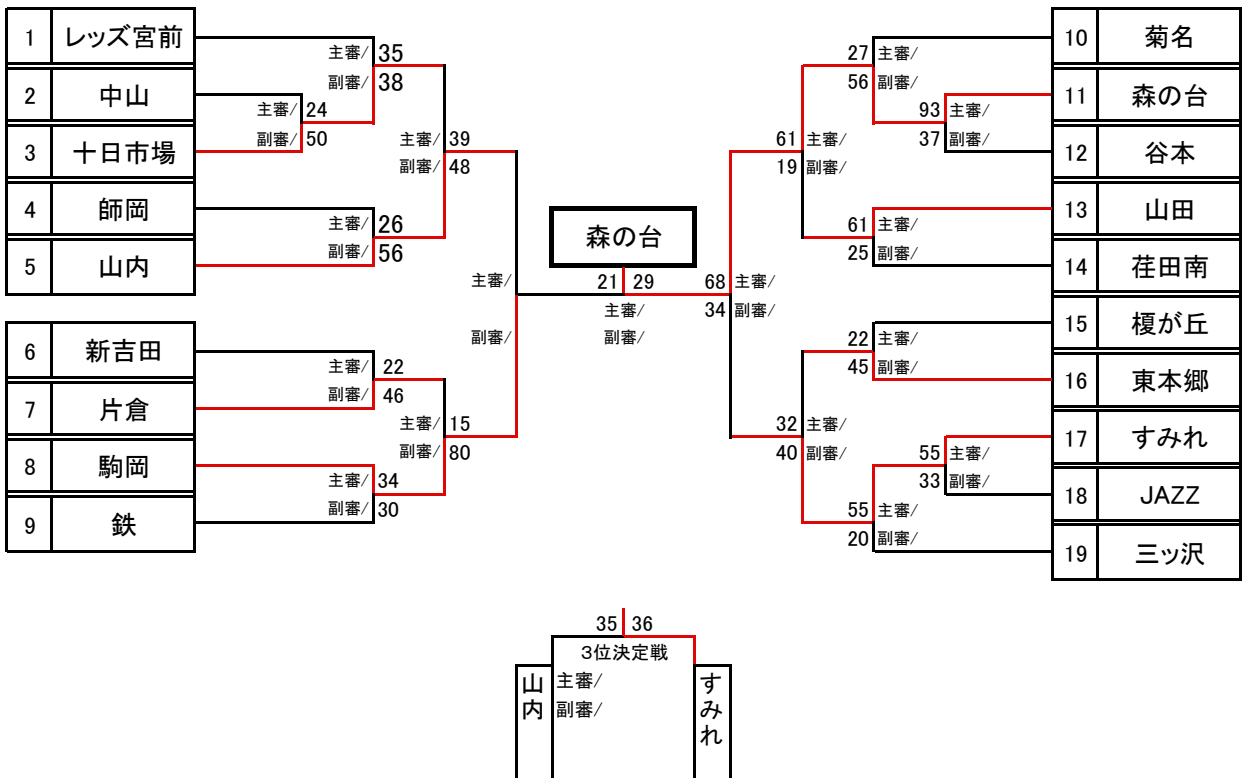 1 レッズ宮前
2 中山
3 十日市場
4 師岡
5 山内
6 新吉田
7 片倉
8 駒岡
9 鉄
主審/ 35
副審/ 38
主審/ 24
副審/ 50
主審/ 39
副審/ 48
主審/ 26
副審/ 56
主審/
副審/
主審/ 22
副審/ 46
主審/ 15
副審/ 80
主審/ 34
副審/ 30
森の台
21 29
主審/
副審/
68 主審/
34 副審/
27 主審/
56 副審/
93 主審/
37 副審/
61 主審/
19 副審/
61 主審/
25 副審/
22 主審/
45 副審/
32 主審/
40 副審/
55 主審/
33 副審/
55 主審/
20 副審/
10 菊名
11 森の台
12 谷本
13 山田
14 荏田南
15 榎が丘
16 東本郷
17 すみれ
18 JAZZ
19 三ッ沢
35 36
3位決定戦
山内
主審/
副審/
すみれ